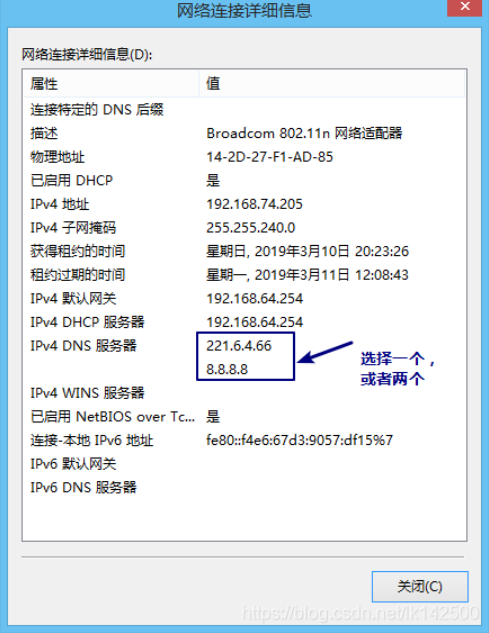 网络连接详细信息
网络连接详细信息(D):
属性 值
连接特定的 DNS 后缀
描述 Broadcom 802.11n 网络适配器
物理地址 14-2D-27-F1-AD-85
已启用 DHCP 是
IPv4 地址 192.168.74.205
IPv4 子网掩码 255.255.240.0
获得租约的时间 星期日, 2019年3月10日 20:23:26
租约过期的时间 星期一, 2019年3月11日 12:08:43
IPv4 默认网关 192.168.64.254
IPv4 DHCP 服务器 192.168.64.254
IPv4 DNS 服务器 221.6.4.66
8.8.8.8
选择一个，
或者两个
IPv4 WINS 服务器
已启用 NetBIOS over Tc... 是
连接-本地 IPv6 地址 fe80::f4e6:67d3:9057:df15%7
IPv6 默认网关
IPv6 DNS 服务器
关闭(C)
https://blog.csdn.net/lk142500